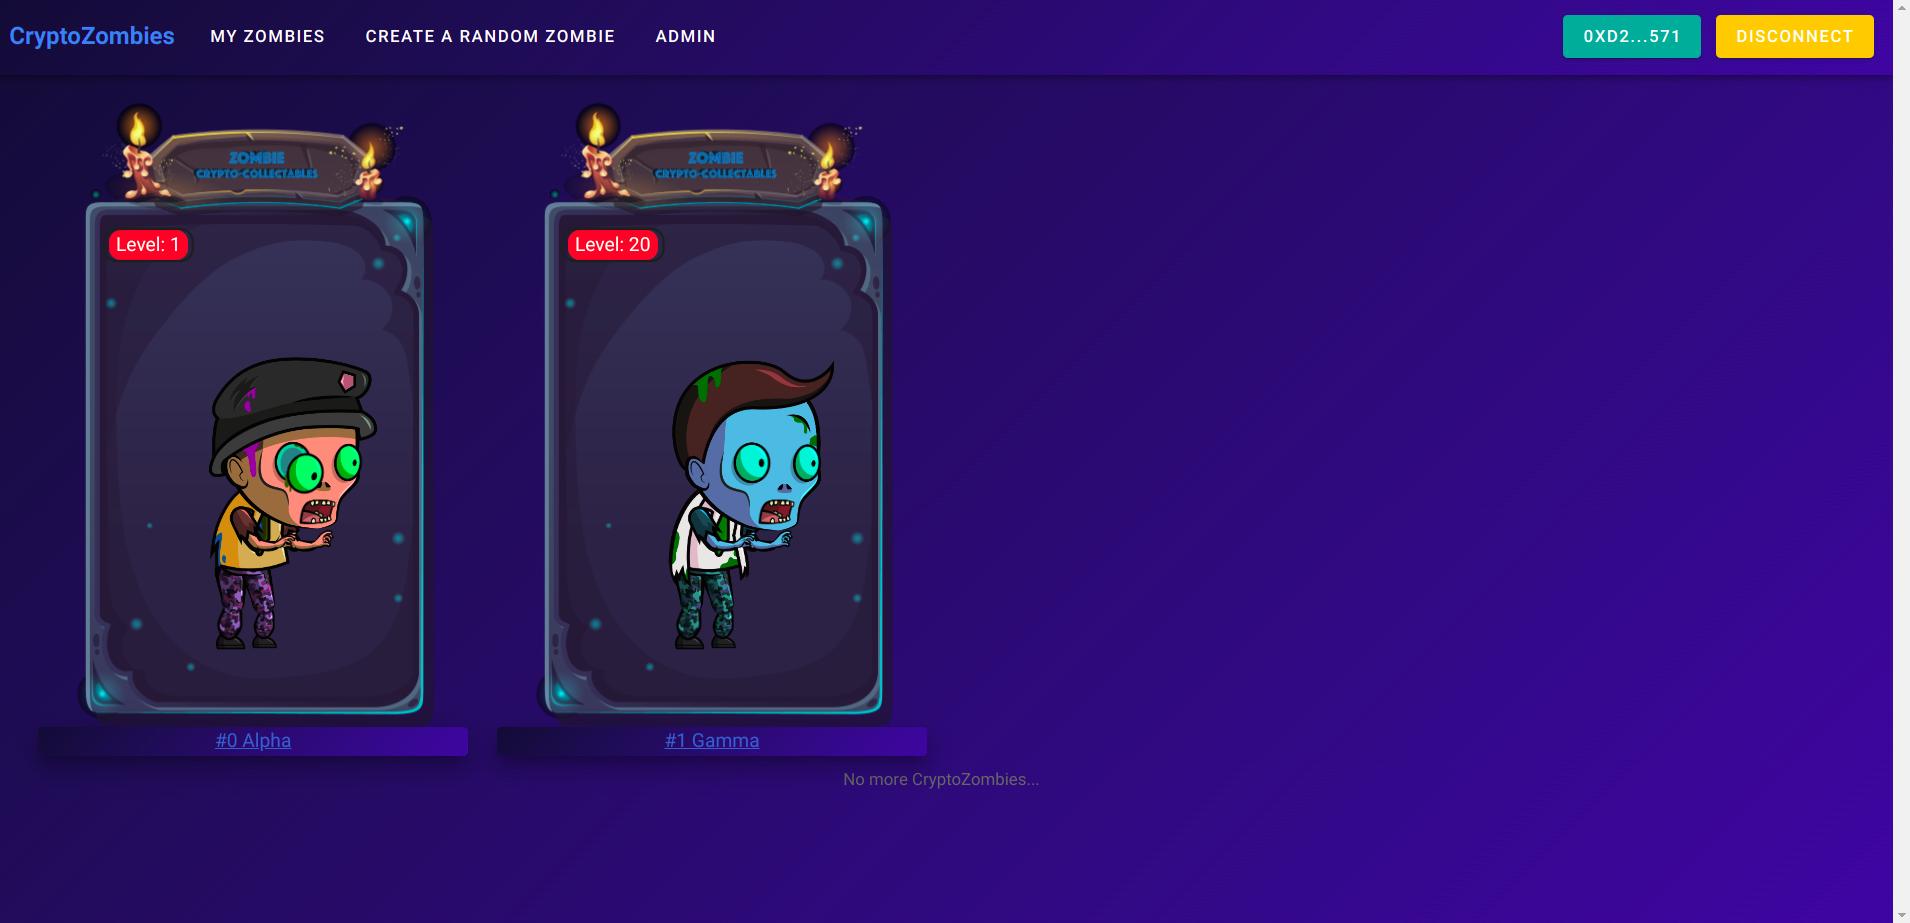 CryptoZombies MY ZOMBIES CREATE A RANDOM ZOMBIE ADMIN 0XD2...571 DISCONNECT
ZOMBIE
CRYPTO-COLLECTABLES
Level: 1
#0 Alpha
ZOMBIE
CRYPTO-COLLECTABLES
Level: 20
#1 Gamma
No more CryptoZombies...